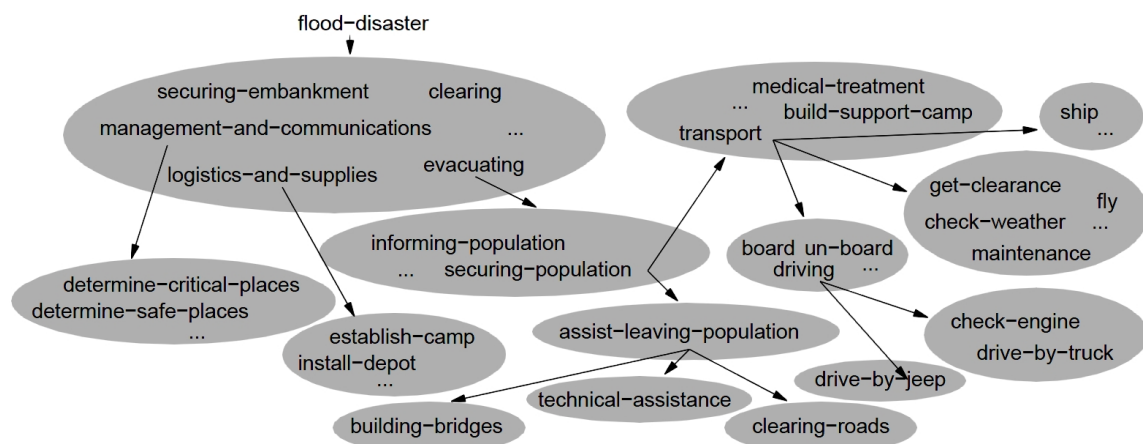 flood-disaster
securing-embankment clearing
management-and-communications ...
logistics-and-supplies evacuating
medical-treatment
... build-support-camp
transport
ship
...
get-clearance fly
check-weather ...
maintenance
informing-population
... securing-population
board un-board
driving ...
determine-critical-places
determine-safe-places
...
establish-camp
install-depot
...
assist-leaving-population
check-engine
drive-by-truck
drive-by-jeep
technical-assistance
building-bridges
clearing-roads